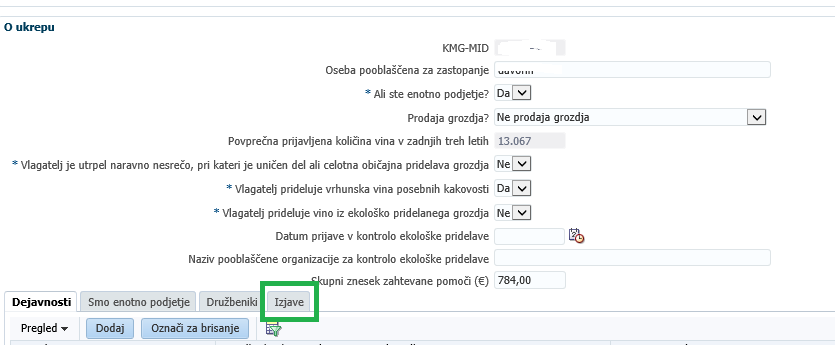 O ukrepu
KMG-MID
Oseba pooblaščena za zastopanje
* Ali ste enotno podjetje? Da
Prodaja grozdja? Ne prodaja grozdja
Povprečna prijavljena količina vina v zadnjih treh letih 13.067
* Vlagatelj je utrpel naravno nesrečo, pri kateri je uničen del ali celotna običajna pridelava grozdja Ne
* Vlagatelj prideluje vrhunska vina posebnih kakovosti Da
* Vlagatelj prideluje vino iz ekološko pridelanega grozdja Ne
Datum prijave v kontrolo ekološke pridelave
Naziv pooblaščene organizacije za kontrolo ekološke pridelave
Skupni znesek zahtevane pomoči (€) 784,00
Dejavnosti Smo enotno podjetje Družbeniki Izjave
Pregled Dodaj Označi za brisanje